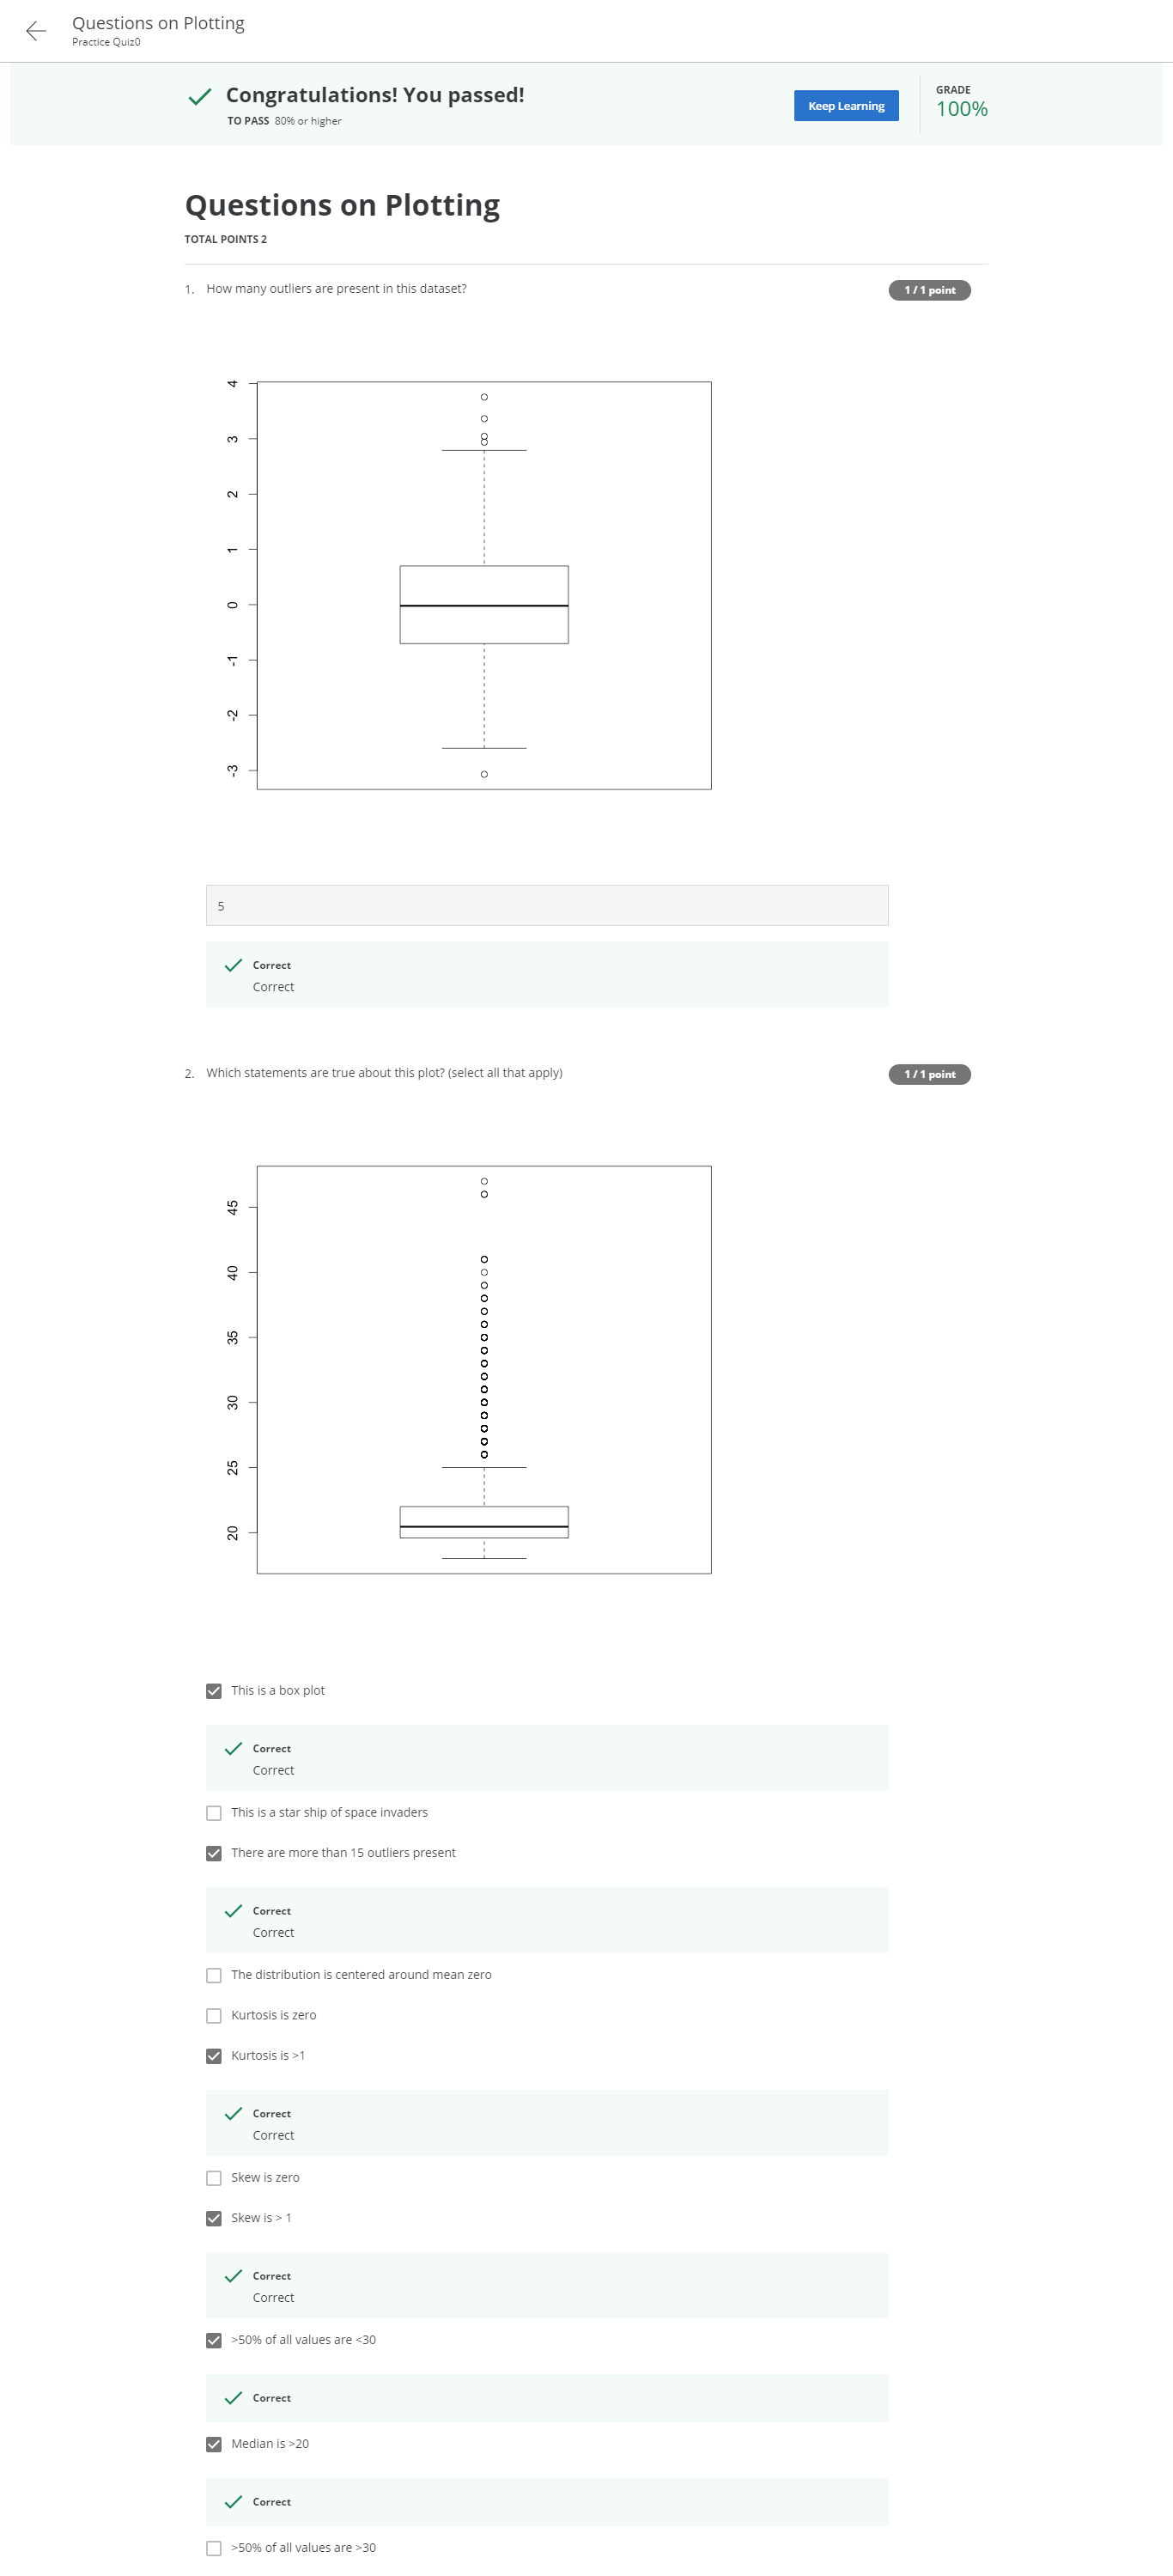 Questions on Plotting
Practice Quiz0
Congratulations! You passed!
TO PASS 80% or higher
Keep Learning
GRADE
100%
Questions on Plotting
TOTAL POINTS 2
1. How many outliers are present in this dataset?
1 / 1 point
4
3
2
1
0
-1
-2
-3
5
Correct
Correct
2. Which statements are true about this plot? (select all that apply)
1 / 1 point
45
40
35
30
25
20
This is a box plot
Correct
Correct
This is a star ship of space invaders
There are more than 15 outliers present
Correct
Correct
The distribution is centered around mean zero
Kurtosis is zero
Kurtosis is >1
Correct
Correct
Skew is zero
Skew is > 1
Correct
Correct
>50% of all values are <30
Correct
Median is >20
Correct
>50% of all values are >30